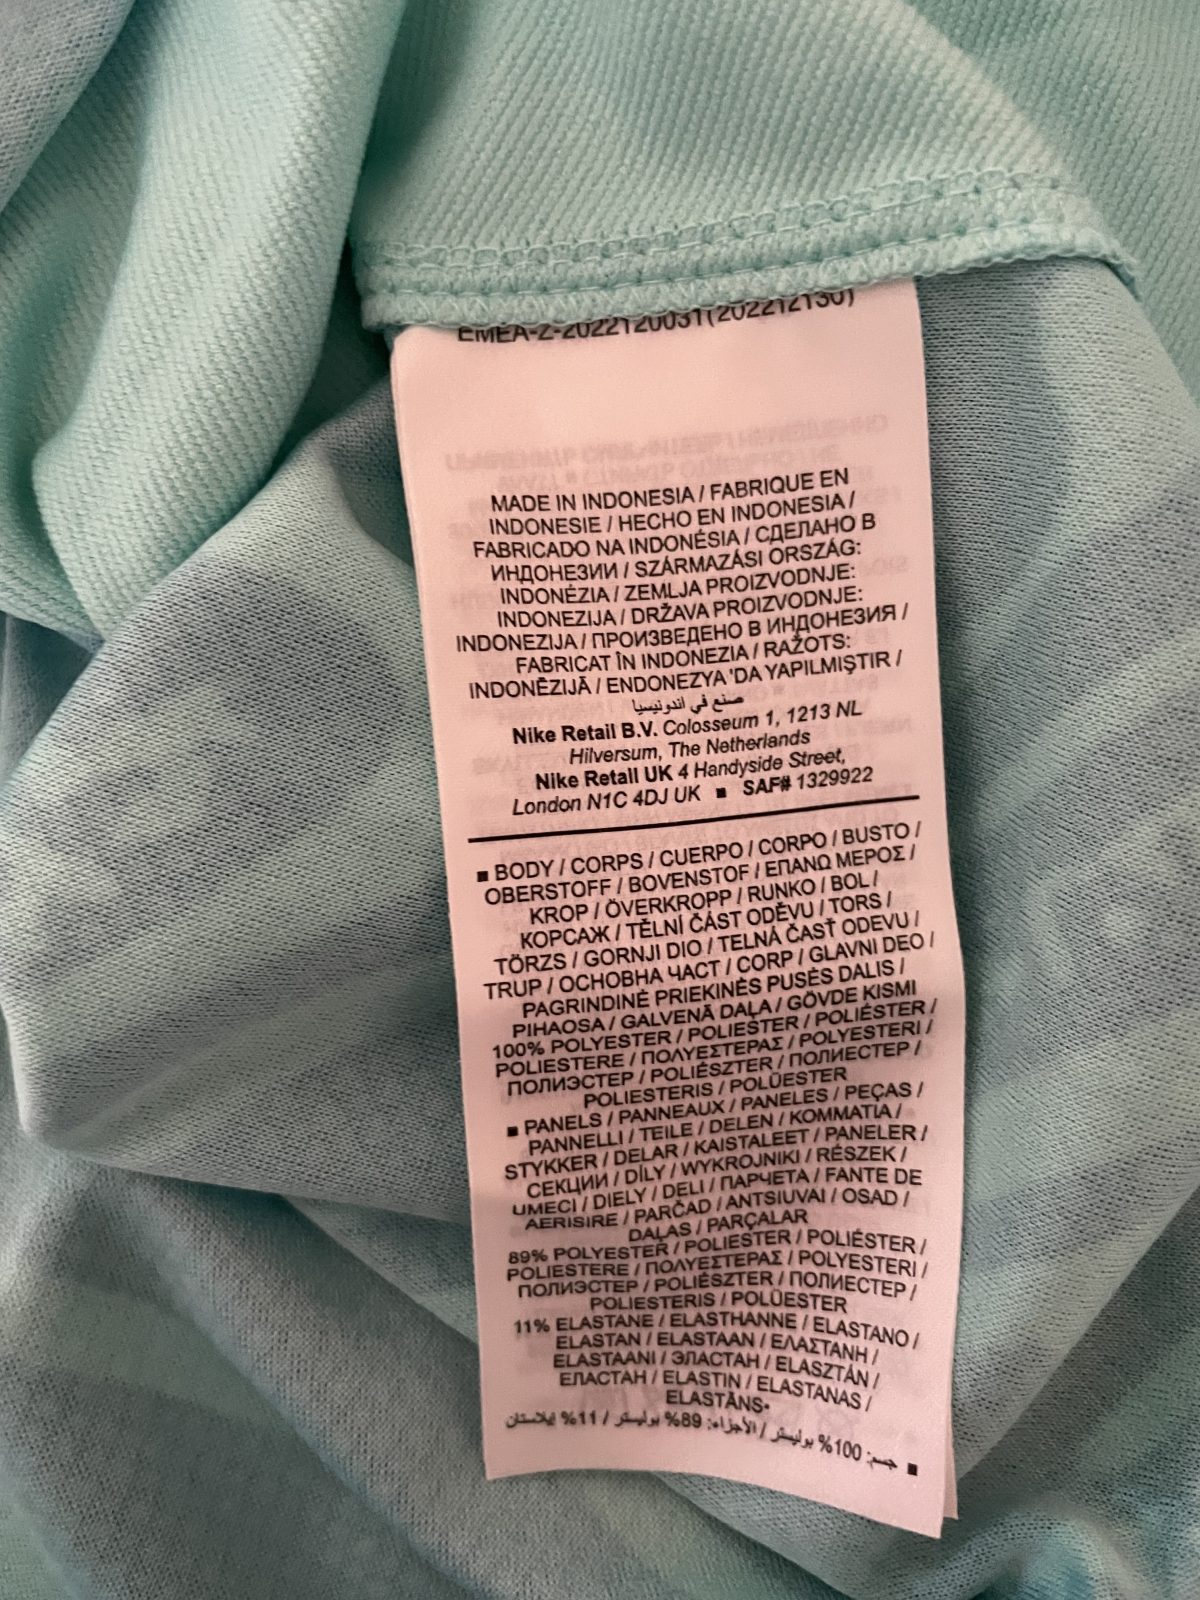 EMEA-Z-2022120031(202212130)
MADE IN INDONESIA / FABRIQUE EN
INDONESIE / HECHO EN INDONESIA /
FABRICADO NA INDONÉSIA / СДЕЛАНО В
ИНДОНЕЗИИ / SZÁRMAZÁSI ORSZÁG:
INDONÉZIA / ZEMLJA PROIZVODNJE:
INDONEZIJA / DRŽAVA PROIZVODNJE:
INDONEZIJA / ПРОИЗВЕДЕНО В ИНДОНЕЗИЯ /
FABRICAT ÎN INDONEZIA / RAŽOTS:
INDONĒZIJĀ / ENDONEZYA 'DA YAPILMIŞTIR /
صنع في اندونيسيا
Nike Retail B.V. Colosseum 1, 1213 NL
Hilversum, The Netherlands
Nike Retail UK 4 Handyside Street,
London N1C 4DJ UK ■ SAF# 1329922
■ BODY / CORPS / CUERPO / CORPO / BUSTO /
OBERSTOFF / BOVENSTOF / ΕΠΑΝΩ ΜΕΡΟΣ /
KROP / ÖVERKROPP / RUNKO / BOL /
КОРСАЖ / TĚLNÍ ČÁST ODĚVU / TORS /
TÖRZS / GORNJI DIO / TELNÁ ČASŤ ODEVU /
TRUP / ОСНОВНА ЧАСТ / CORP / GLAVNI DEO /
PAGRINDINĖ PRIEKINĖS PUSĖS DALIS /
PIHAOSA / GALVENĀ DAĻA / GÖVDE KISMI
100% POLYESTER / POLIESTER / POLIÉSTER /
POLIESTERE / ΠΟΛΥΕΣΤΕΡΑΣ / POLYESTERI /
ПОЛИЭСТЕР / POLIÉSZTER / ПОЛИЕСТЕР /
POLIESTERIS / POLÜESTER
■ PANELS / PANNEAUX / PANELES / PEÇAS /
PANNELLI / TEILE / DELEN / ΚΟΜΜΑΤΙΑ /
STYKKER / DELAR / KAISTALEET / PANELER /
СЕКЦИИ / DÍLY / WYKROJNIKI / RÉSZEK /
UMECI / DIELY / DELI / ПАРЧЕТА / FANTE DE
AERISIRE / PARČAD / ANTSIUVAI / OSAD /
DAĻAS / PARÇALAR
89% POLYESTER / POLIESTER / POLIÉSTER /
POLIESTERE / ΠΟΛΥΕΣΤΕΡΑΣ / POLYESTERI /
ПОЛИЭСТЕР / POLIÉSZTER / ПОЛИЕСТЕР /
POLIESTERIS / POLÜESTER
11% ELASTANE / ELASTHANNE / ELASTANO /
ELASTAN / ELASTAAN / ΕΛΑΣΤΑΝΗ /
ELASTAANI / ЭЛАСТАН / ELASZTÁN /
ЕЛАСТАН / ELASTIN / ELASTANAS /
ELASTĀNS•
■ جسم: 100% بوليستر / الأجزاء: 89% بوليستر / 11% إيلاستان